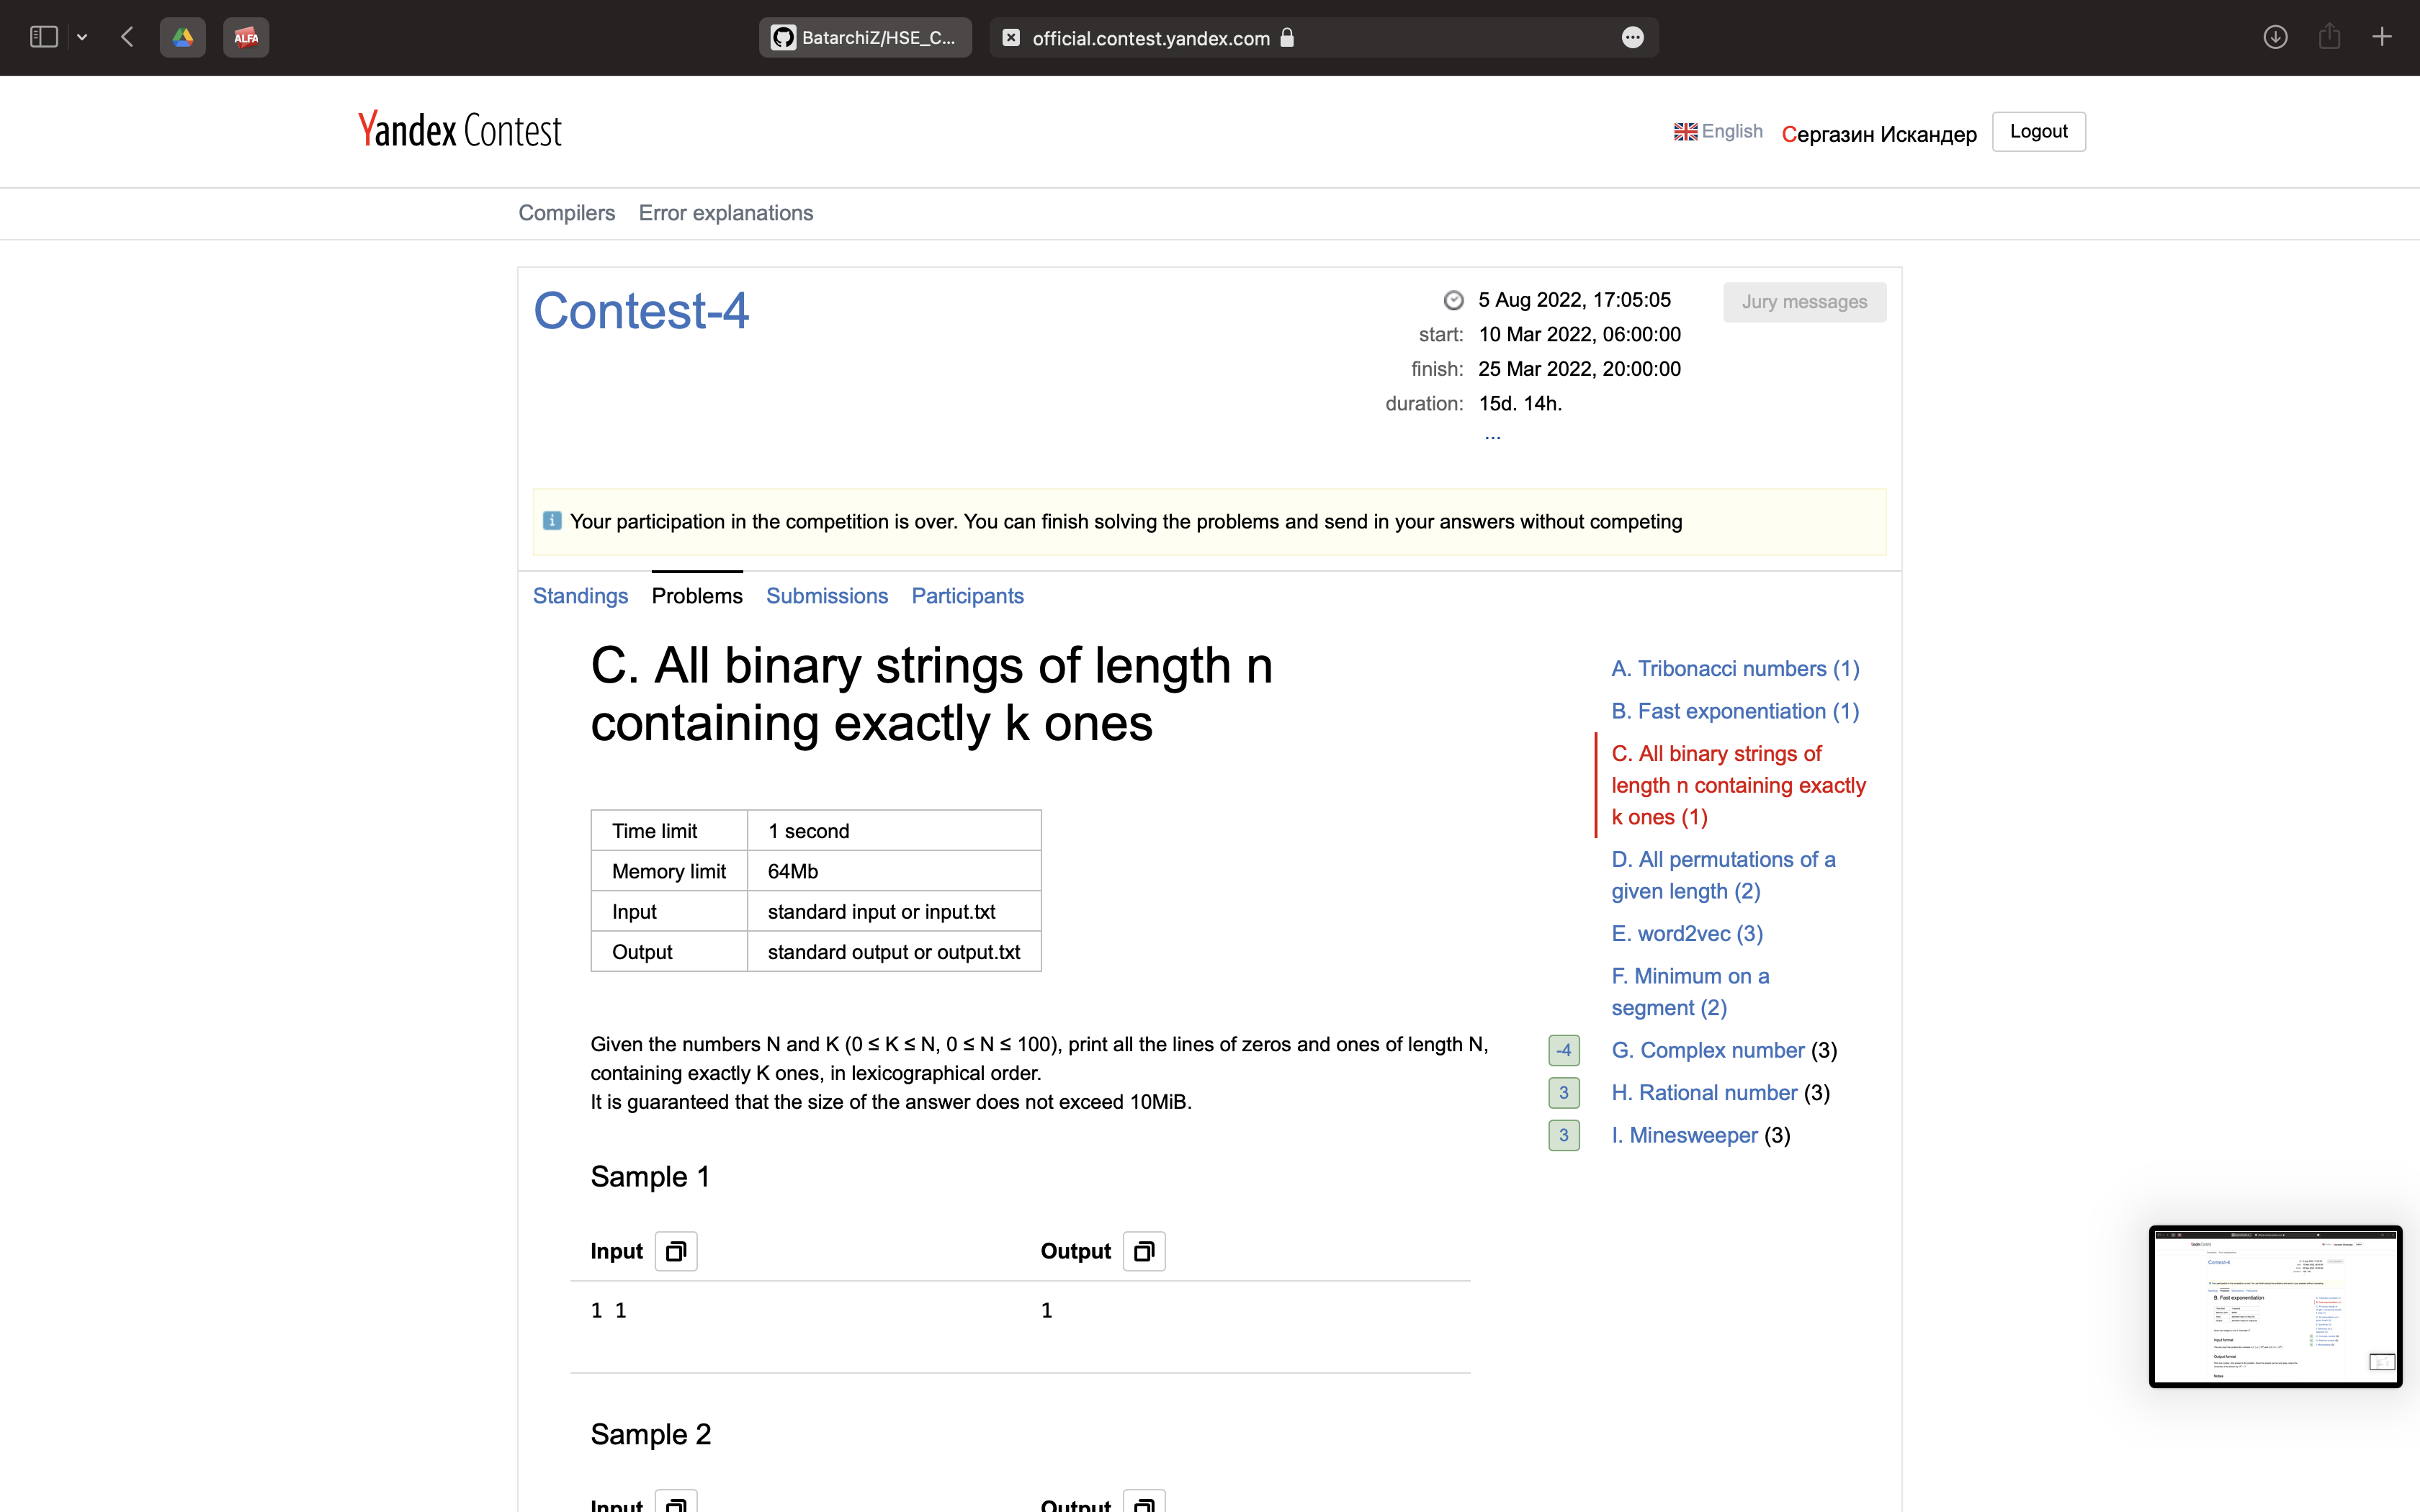 ALFA
BatarchiZ/HSE_C...
official.contest.yandex.com
Yandex Contest
English
Сергазин Искандер
Logout
Compilers
Error explanations
Contest-4
5 Aug 2022, 17:05:05
Jury messages
start: 10 Mar 2022, 06:00:00
finish: 25 Mar 2022, 20:00:00
duration: 15d. 14h.
...
Your participation in the competition is over. You can finish solving the problems and send in your answers without competing
Standings
Problems
Submissions
Participants
C. All binary strings of length n
containing exactly k ones
Time limit 1 second
Memory limit 64Mb
Input standard input or input.txt
Output standard output or output.txt
Given the numbers N and K (0 ≤ K ≤ N, 0 ≤ N ≤ 100), print all the lines of zeros and ones of length N,
containing exactly K ones, in lexicographical order.
It is guaranteed that the size of the answer does not exceed 10MiB.
Sample 1
Input
Output
1 1
1
Sample 2
Input
Output
A. Tribonacci numbers (1)
B. Fast exponentiation (1)
C. All binary strings of
length n containing exactly
k ones (1)
D. All permutations of a
given length (2)
E. word2vec (3)
F. Minimum on a
segment (2)
-4 G. Complex number (3)
3 H. Rational number (3)
3 I. Minesweeper (3)
Contest-4
B. Fast exponentiation